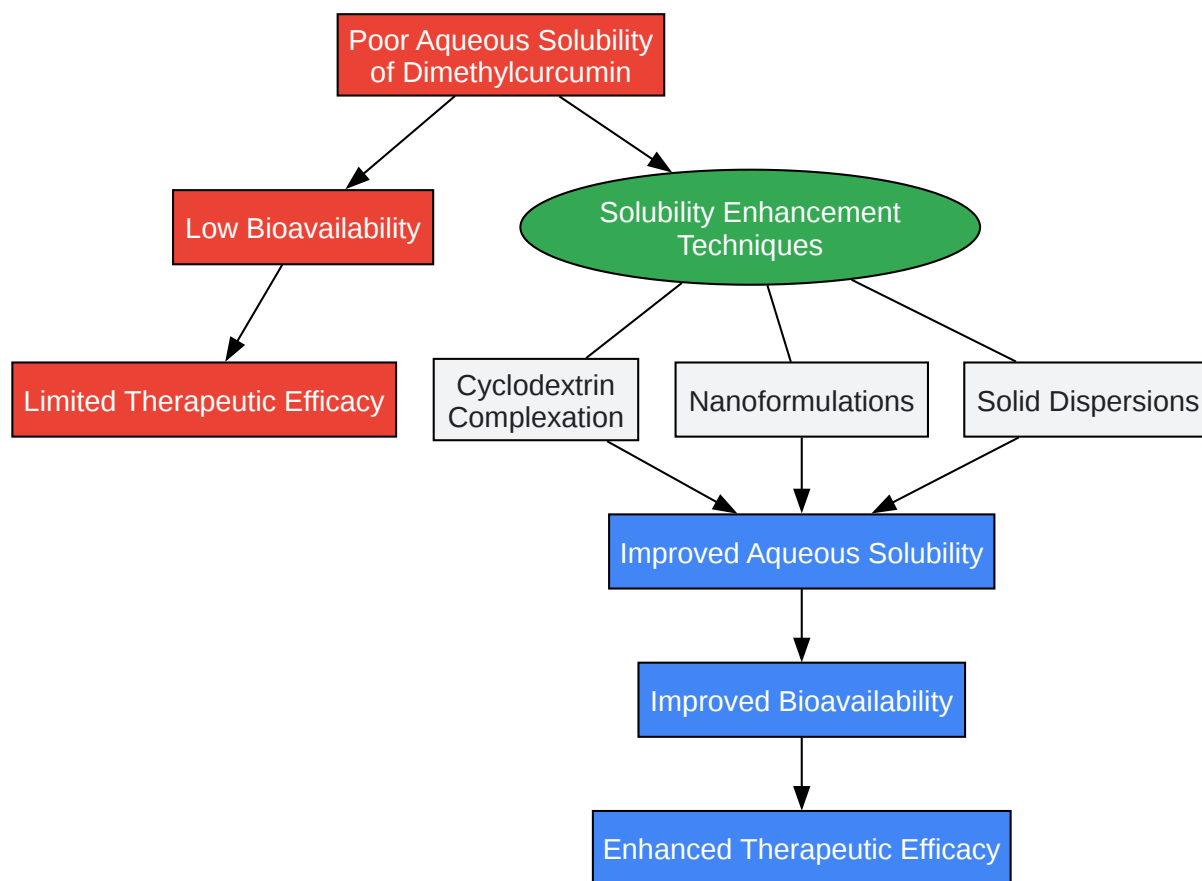 Poor Aqueous Solubility
of Dimethylcurcumin
Low Bioavailability
Solubility Enhancement
Techniques
Limited Therapeutic Efficacy
Cyclodextrin
Complexation
Nanoformulations
Solid Dispersions
Improved Aqueous Solubility
Improved Bioavailability
Enhanced Therapeutic Efficacy